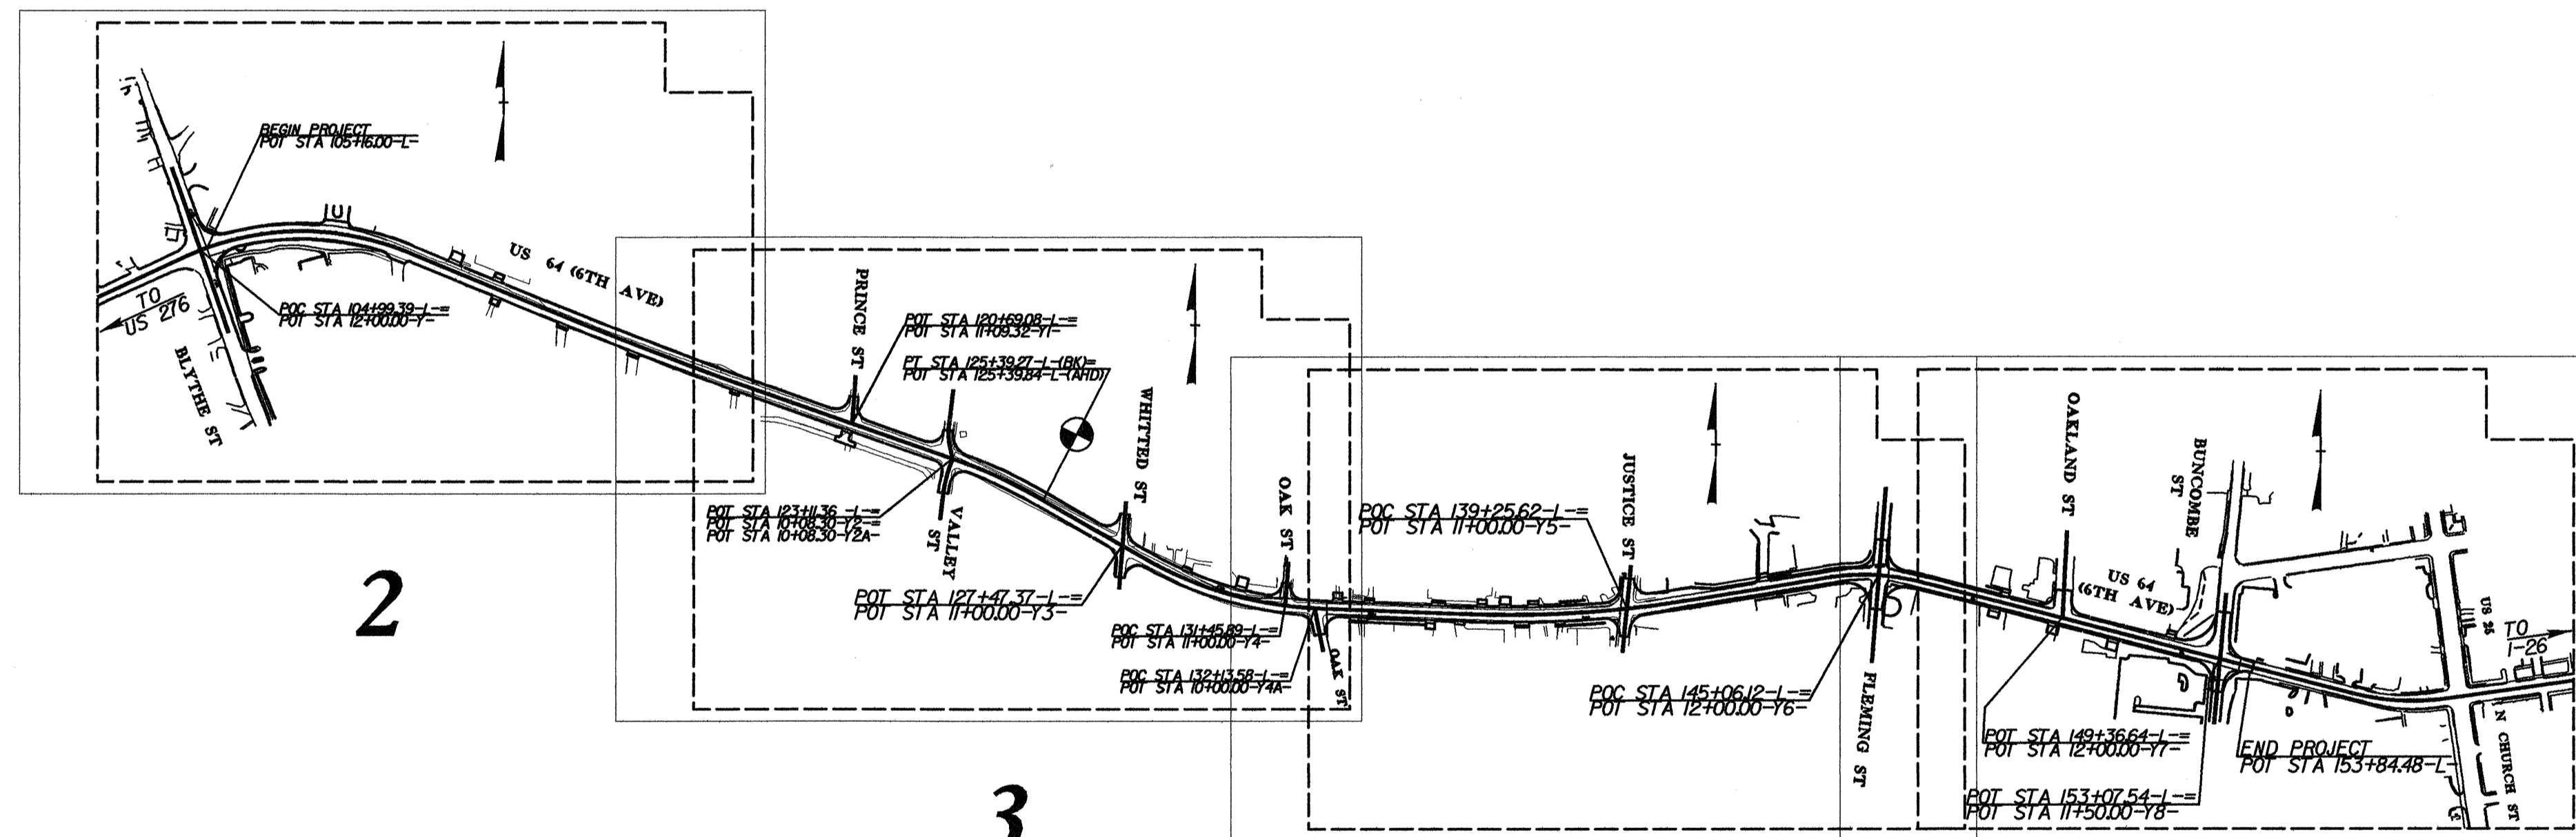 BEGIN PROJECT
POT STA 105+16.00-L-
US 64 (6TH AVE)
TO
US 276
POC STA 104+99.39-L-=
POT STA 12+00.00-Y-
BLYTHE ST
2
PRINCE ST
POT STA 120+69.08-L-=
POT STA 11+09.32-Y1-
PT STA 125+39.27-L-(BK)=
POT STA 125+39.84-L-(AHD)
WHITTED ST
POT STA 123+11.36 -L-=
POT STA 10+08.30-Y2-=
POT STA 10+08.30-Y2A-
VALLEY
ST
POT STA 127+47.37-L-=
POT STA 11+00.00-Y3-
OAK ST
POC STA 131+45.89-L-=
POT STA 11+00.00-Y4-
POC STA 132+13.58-L-=
POT STA 10+00.00-Y4A-
OAK ST
3
POC STA 139+25.62-L-=
POT STA 11+00.00-Y5-
JUSTICE ST
POC STA 145+06.12-L-=
POT STA 12+00.00-Y6-
FLEMING ST
OAKLAND ST
BUNCOMBE
ST
US 64
(6TH AVE)
POT STA 149+36.64-L-=
POT STA 12+00.00-Y7-
POT STA 153+07.54-L-=
POT STA 11+50.00-Y8-
END PROJECT
POT STA 153+84.48-L-
US 25
TO
I-26
N CHURCH ST